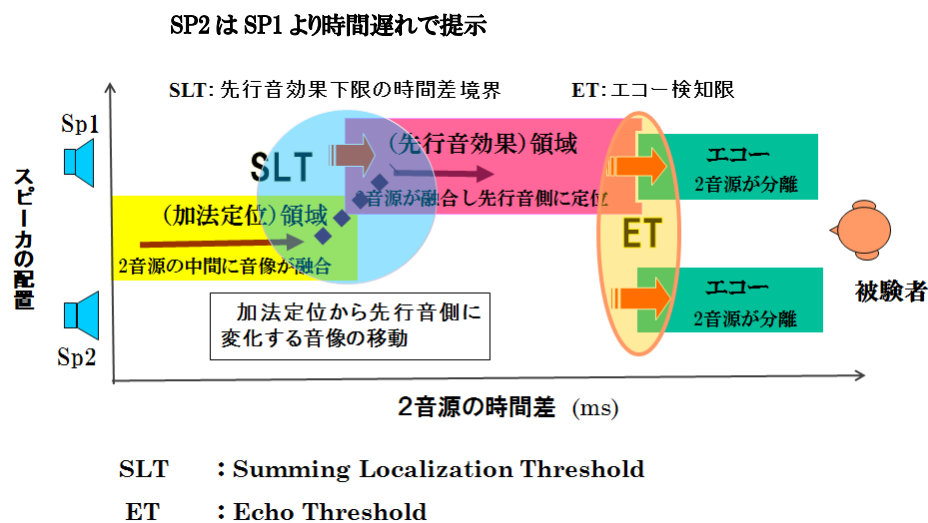 SP2 は SP1 より時間遅れで提示
SLT: 先行音効果下限の時間差境界
ET: エコー検知限
Sp1
スピーカの配置
Sp2
SLT
(先行音効果)領域
2音源が融合し先行音側に定位
(加法定位)領域
2音源の中間に音像が融合
エコー
2音源が分離
ET
エコー
2音源が分離
被験者
加法定位から先行音側に
変化する音像の移動
2音源の時間差 (ms)
SLT : Summing Localization Threshold
ET : Echo Threshold